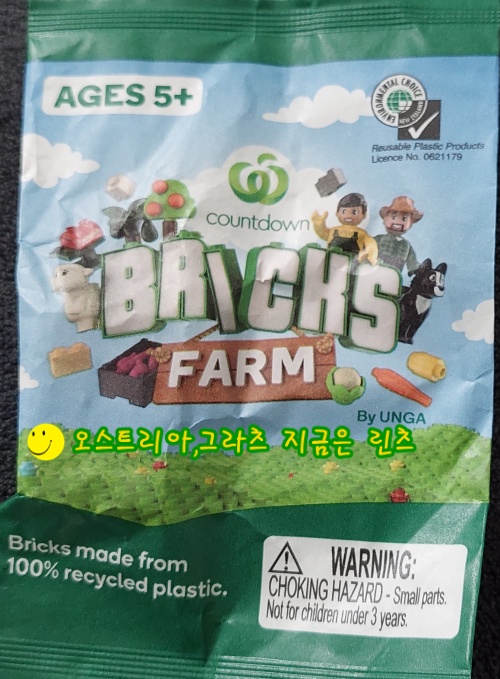 AGES 5+
ENVIRONMENTAL CHOICE
NEW ZEALAND
Reusable Plastic Products
Licence No. 0621179
countdown
BRICKS
FARM
By UNGA
오스트리아,그라츠 지금은 린츠
Bricks made from
100% recycled plastic.
WARNING:
CHOKING HAZARD - Small parts.
Not for children under 3 years.